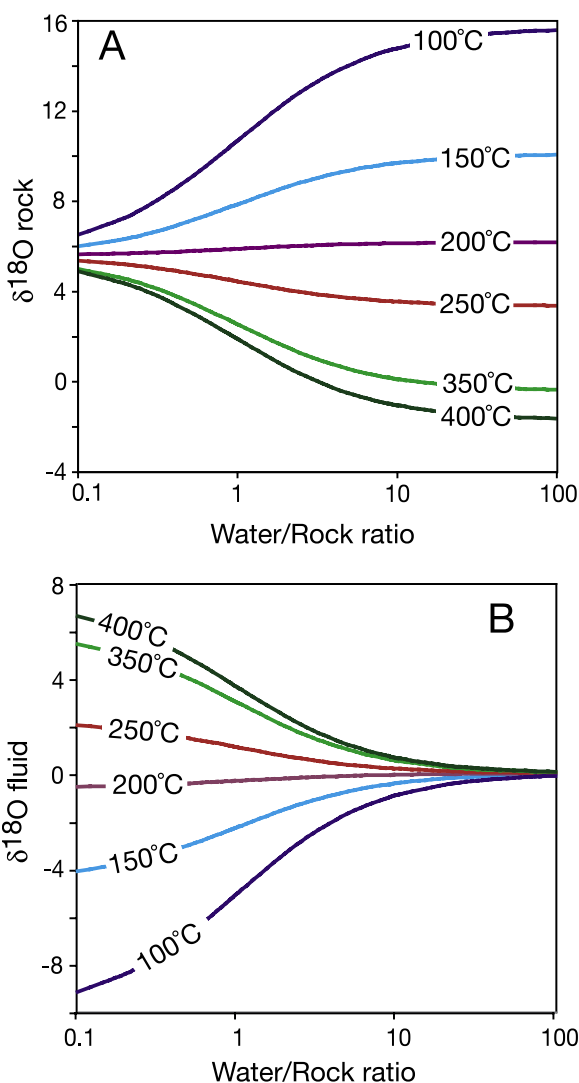 A
16
12
8
4
0
-4
δ18O rock
100°C
150°C
200°C
250°C
350°C
400°C
0.1 1 10 100
Water/Rock ratio
B
8
4
0
-4
-8
δ18O fluid
400°C
350°C
250°C
200°C
150°C
100°C
0.1 1 10 100
Water/Rock ratio